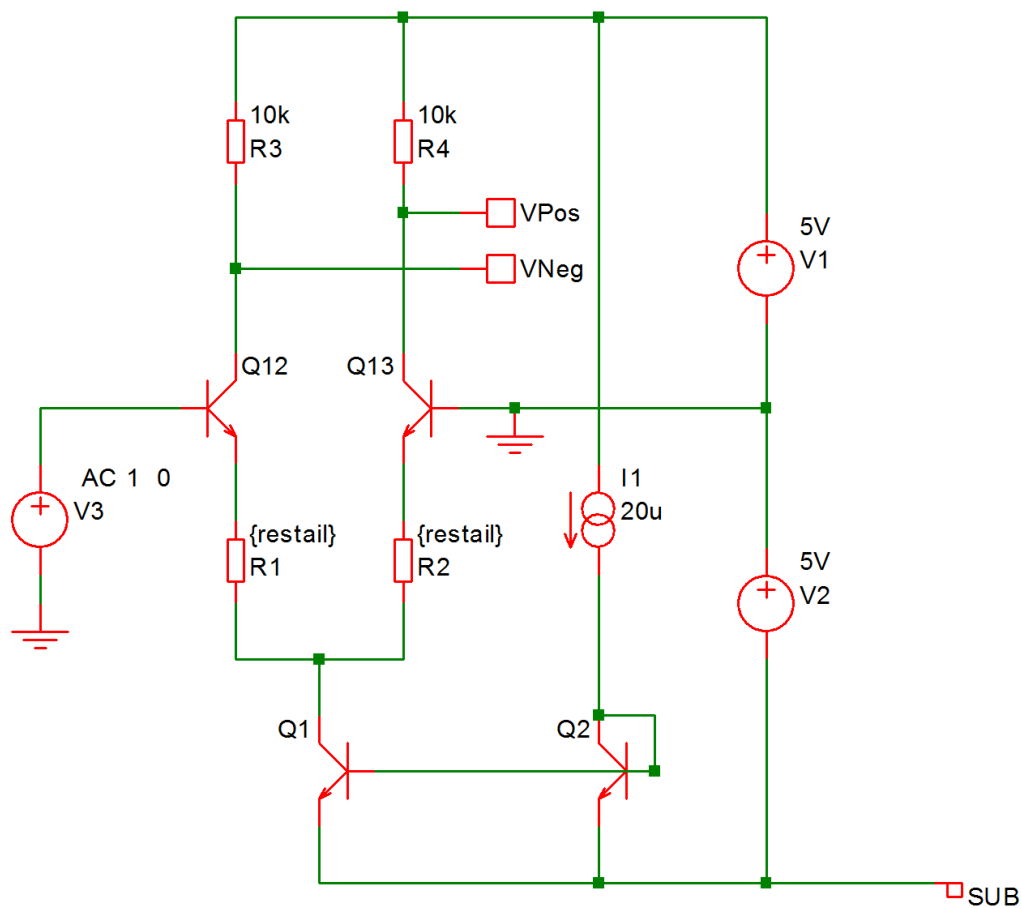 10k
R3
10k
R4
VPos
VNeg
5V
V1
Q12
Q13
AC 1 0
V3
I1
20u
{restail}
R1
{restail}
R2
5V
V2
Q1
Q2
SUB